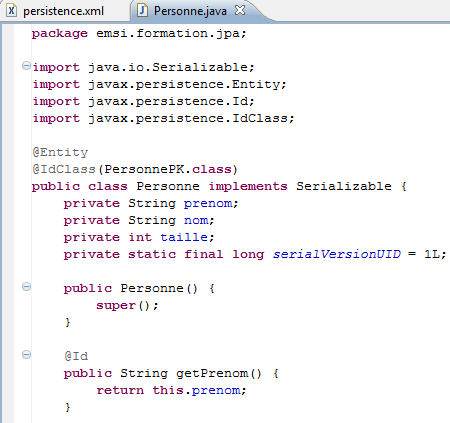 persistence.xml
Personne.java
package emsi.formation.jpa;
import java.io.Serializable;
import javax.persistence.Entity;
import javax.persistence.Id;
import javax.persistence.IdClass;
@Entity
@IdClass(PersonnePK.class)
public class Personne implements Serializable {
    private String prenom;
    private String nom;
    private int taille;
    private static final long serialVersionUID = 1L;
    public Personne() {
        super();
    }
    @Id
    public String getPrenom() {
        return this.prenom;
    }